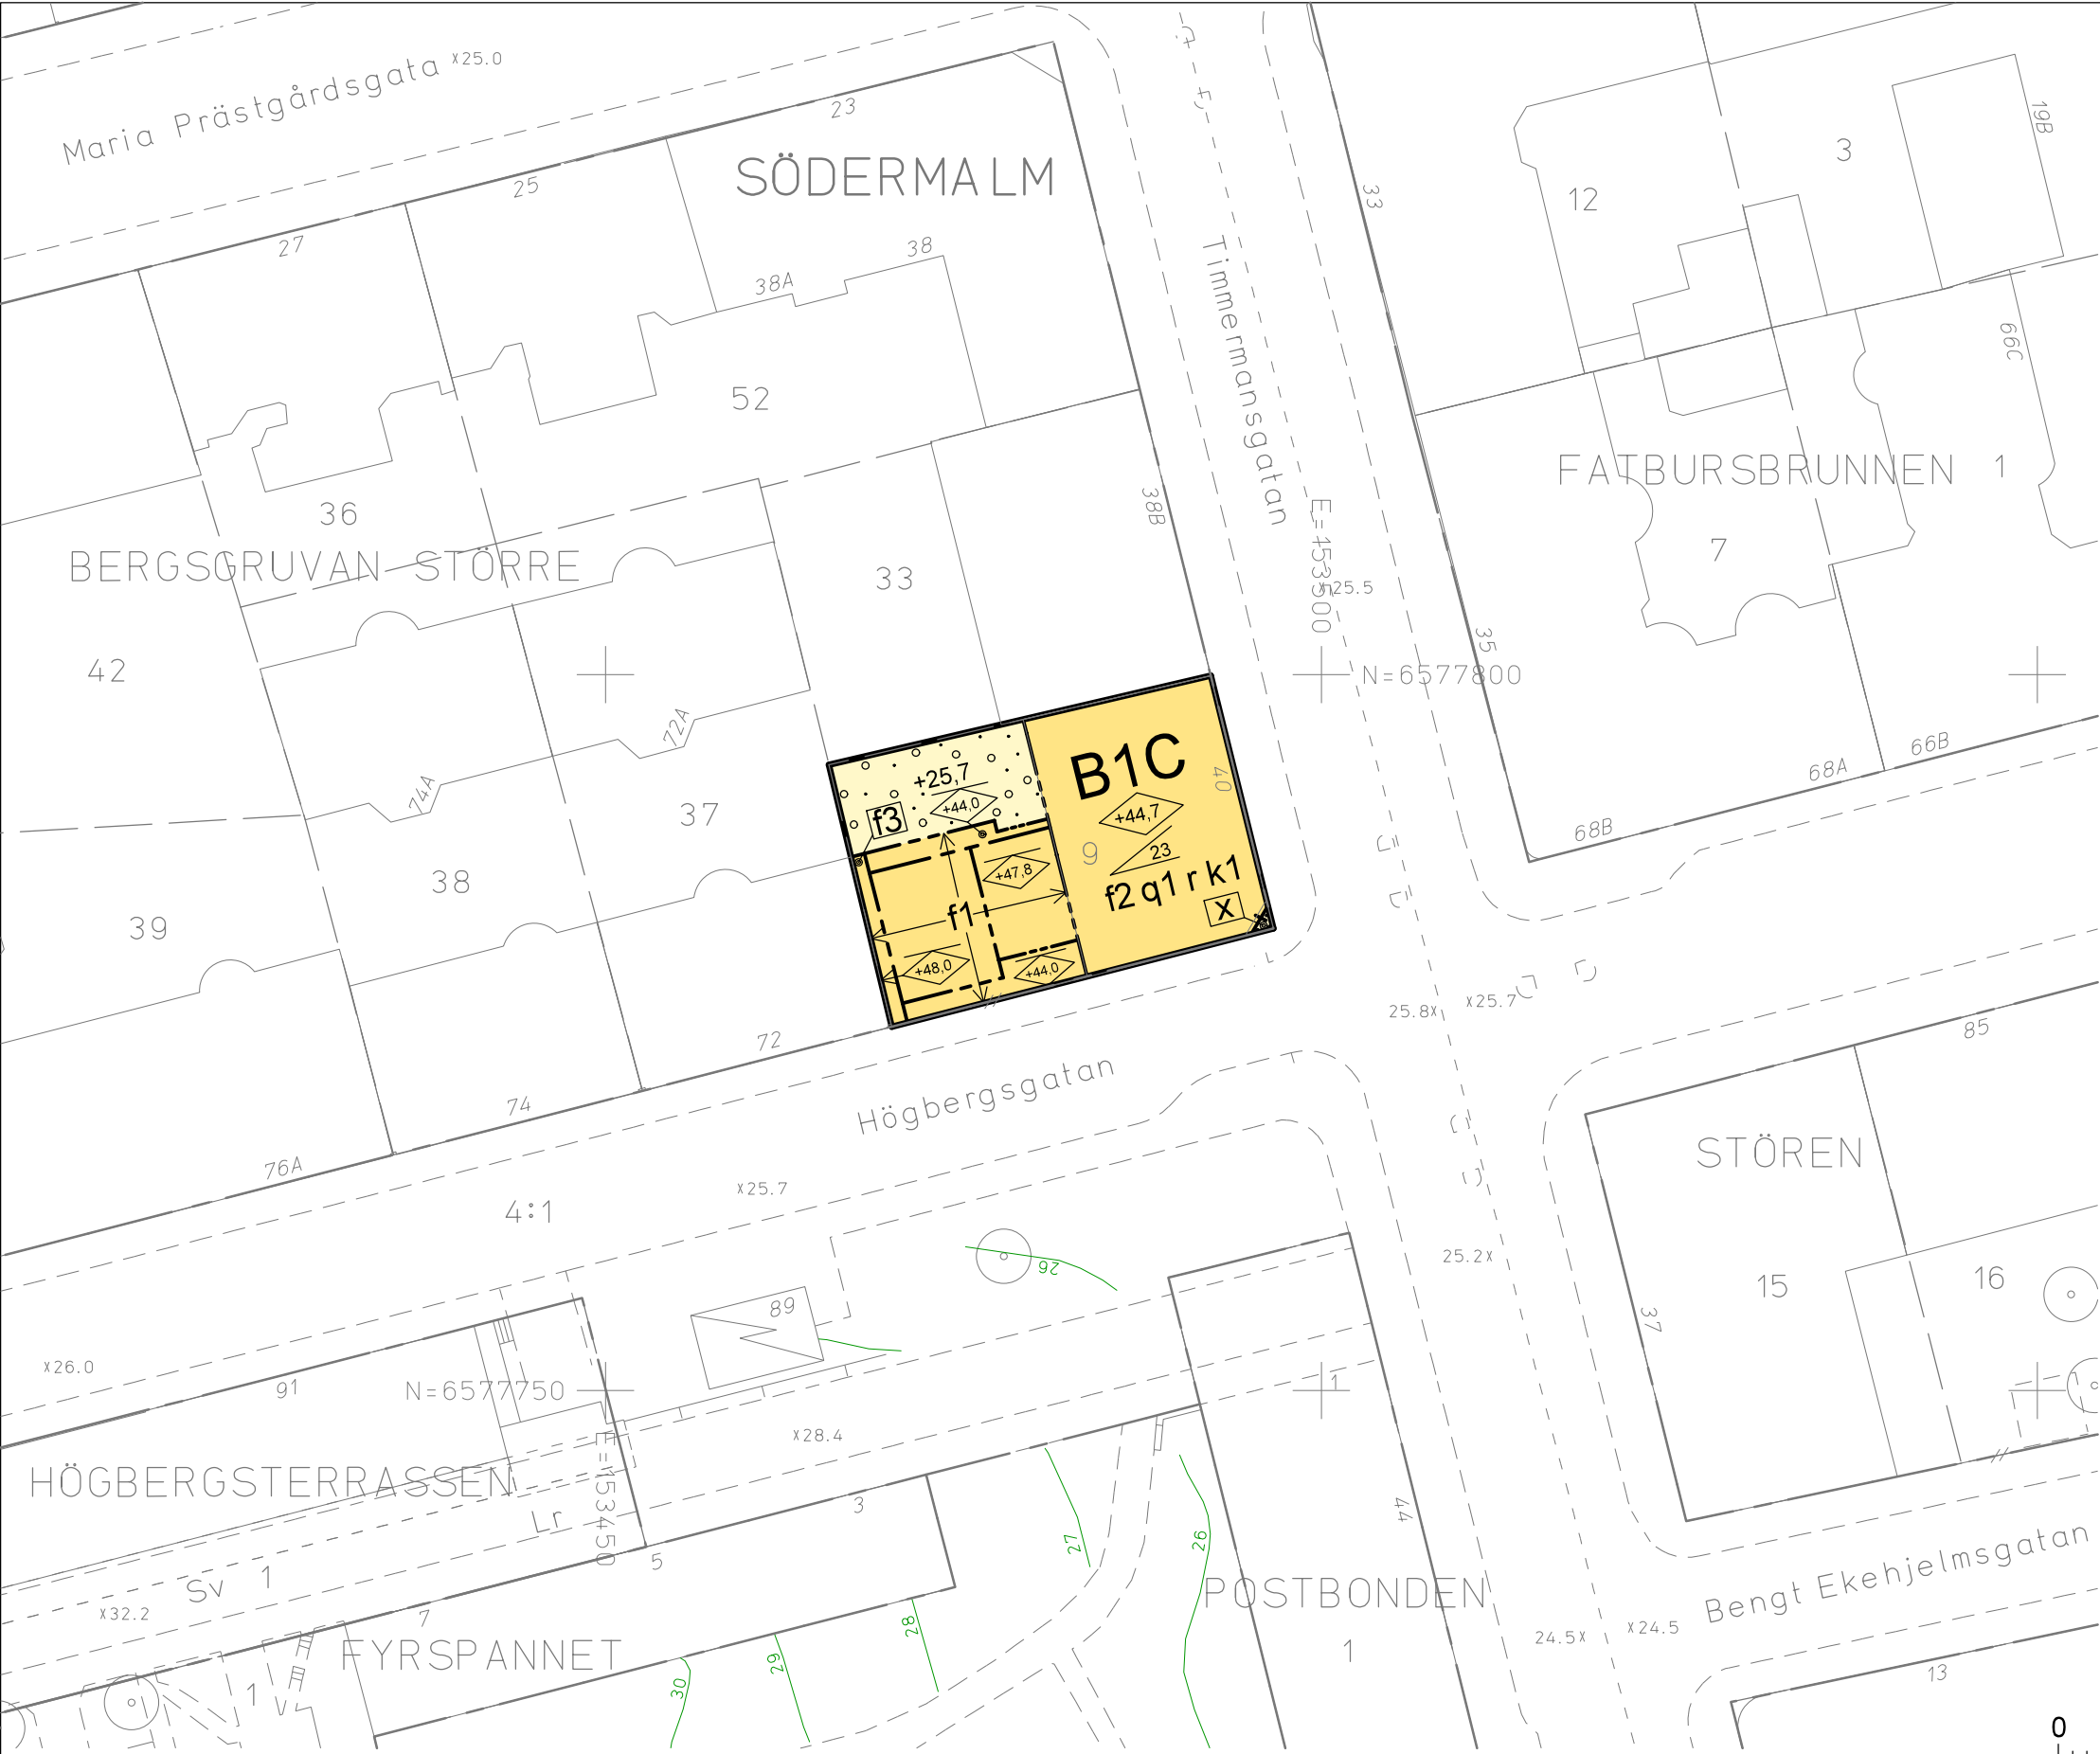 Maria Prästgårdsgata
x25.0
23
25
27
SÖDERMALM
38
38A
52
36
BERGSGRUVAN STÖRRE
33
42
38B
Timmermansgatan
E=153500
x25.5
N=6577800
33
12
3
19B
66C
FATBURSBRUNNEN 1
7
35
66B
68A
68B
72A
74A
37
38
39
+25,7
+44,0
f3
B1C
40
+44,7
23
9
+47,8
f2 q1 r k1
f1
x
+48,0
+44,0
72
74
76A
Högbergsgatan
25.8x
x25.7
85
STÖREN
4:1
x25.7
25.2x
15
16
37
26
89
x26.0
91
N=6577750
E=153450
1
x28.4
HÖGBERGSTERRASSEN
Lr
3
5
Sv 1
x32.2
7
FYRSPANNET
1
27
26
28
29
30
44
POSTBONDEN
1
24.5x
x24.5
Bengt Ekehjelmsgatan
13
0